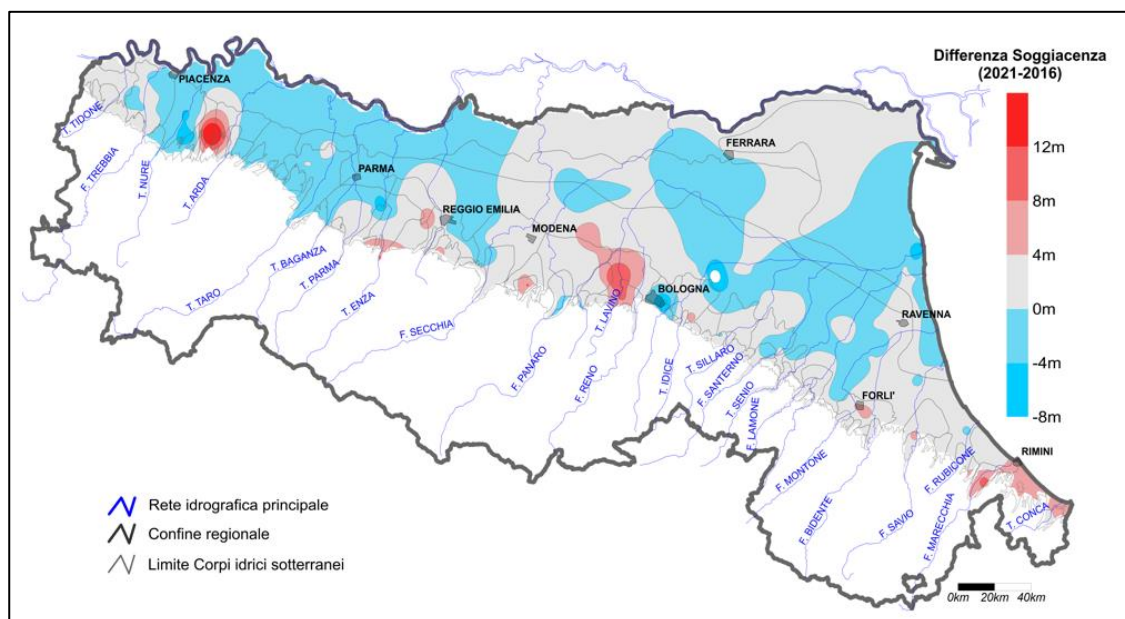 Differenza Soggiacenza
(2021-2016)
12m
8m
4m
0m
-4m
-8m
PIACENZA
T. TIDONE
F. TREBBIA
T. NURE
T. ARDA
PARMA
REGGIO EMILIA
MODENA
FERRARA
BOLOGNA
RAVENNA
FORLI'
RIMINI
T. TARO
T. BAGANZA
T. PARMA
T. ENZA
F. SECCHIA
F. PANARO
T. LAVINO
F. RENO
T. IDICE
T. SILLARO
F. SANTERNO
T. SENIO
F. LAMONE
F. MONTONE
F. BIDENTE
F. SAVIO
F. RUBICONE
F. MARECCHIA
T. CONCA
Rete idrografica principale
Confine regionale
Limite Corpi idrici sotterranei
0km 20km 40km